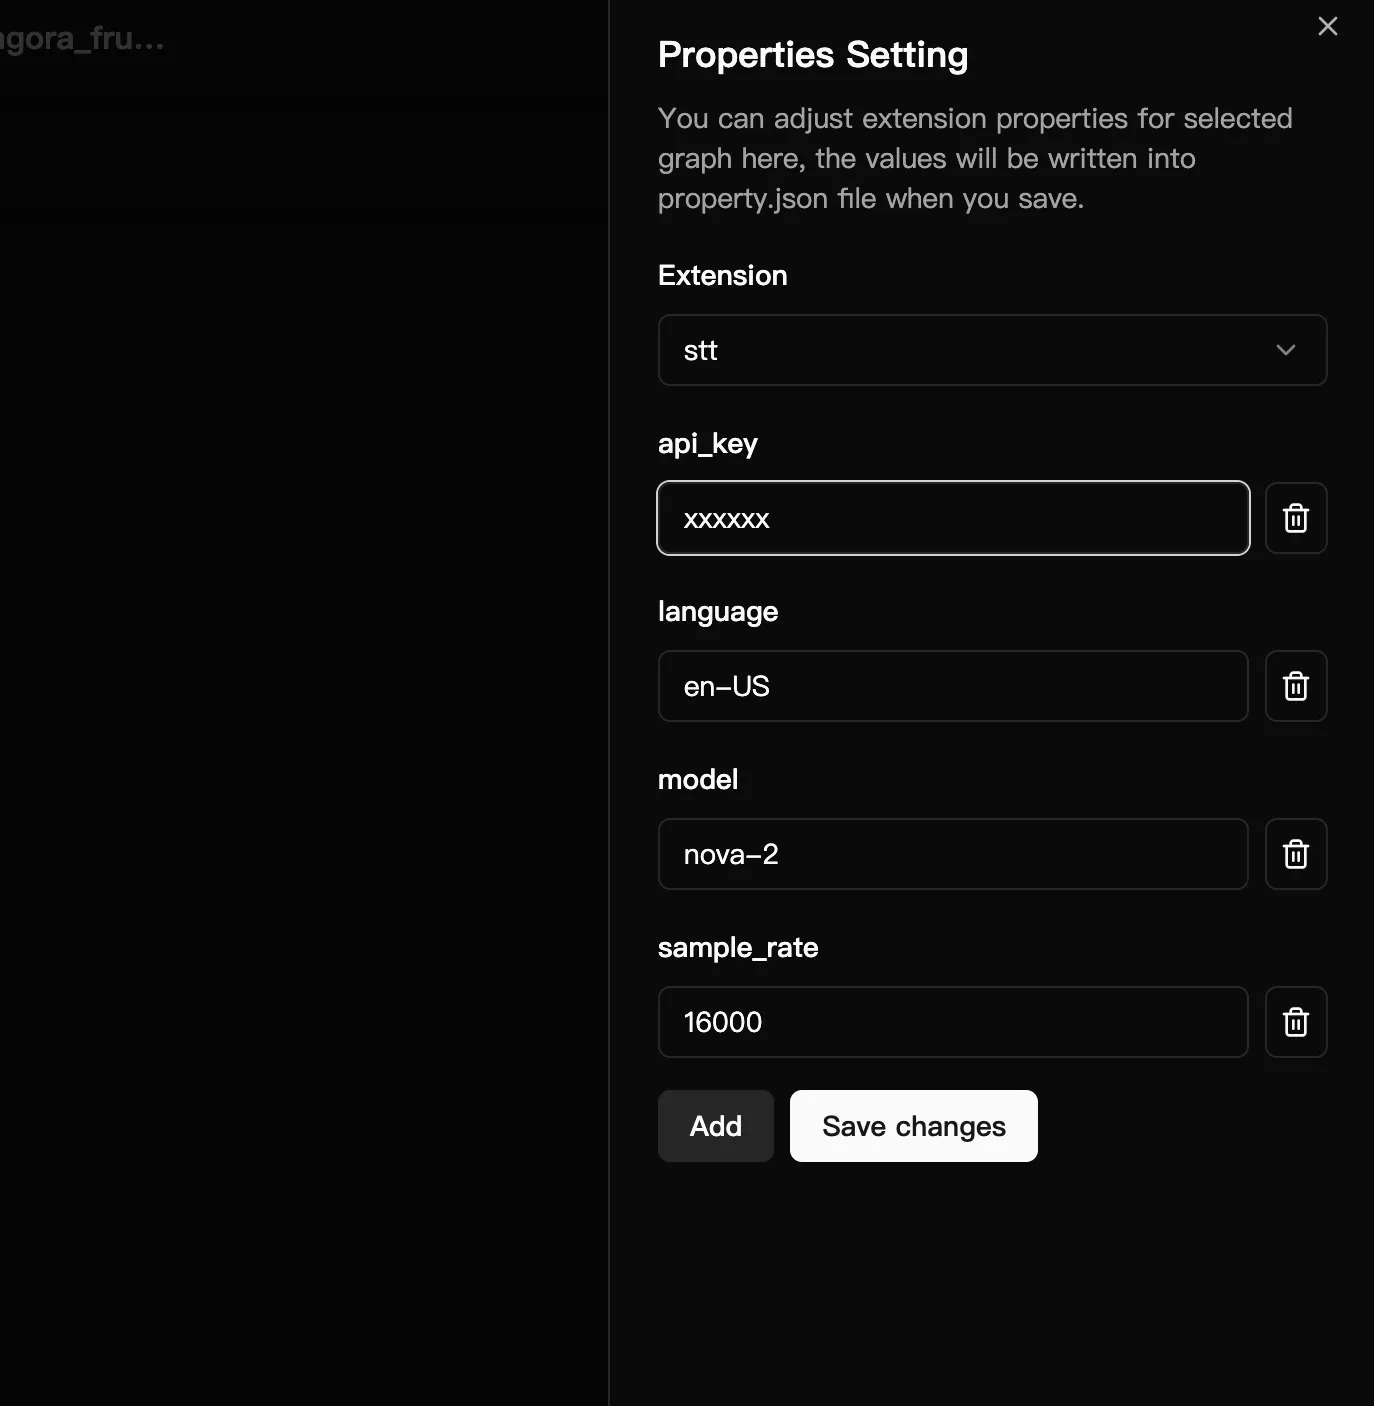 agora_fru...
Properties Setting
You can adjust extension properties for selected
graph here, the values will be written into
property.json file when you save.
Extension
stt
api_key
xxxxxx
language
en-US
model
nova-2
sample_rate
16000
Add
Save changes